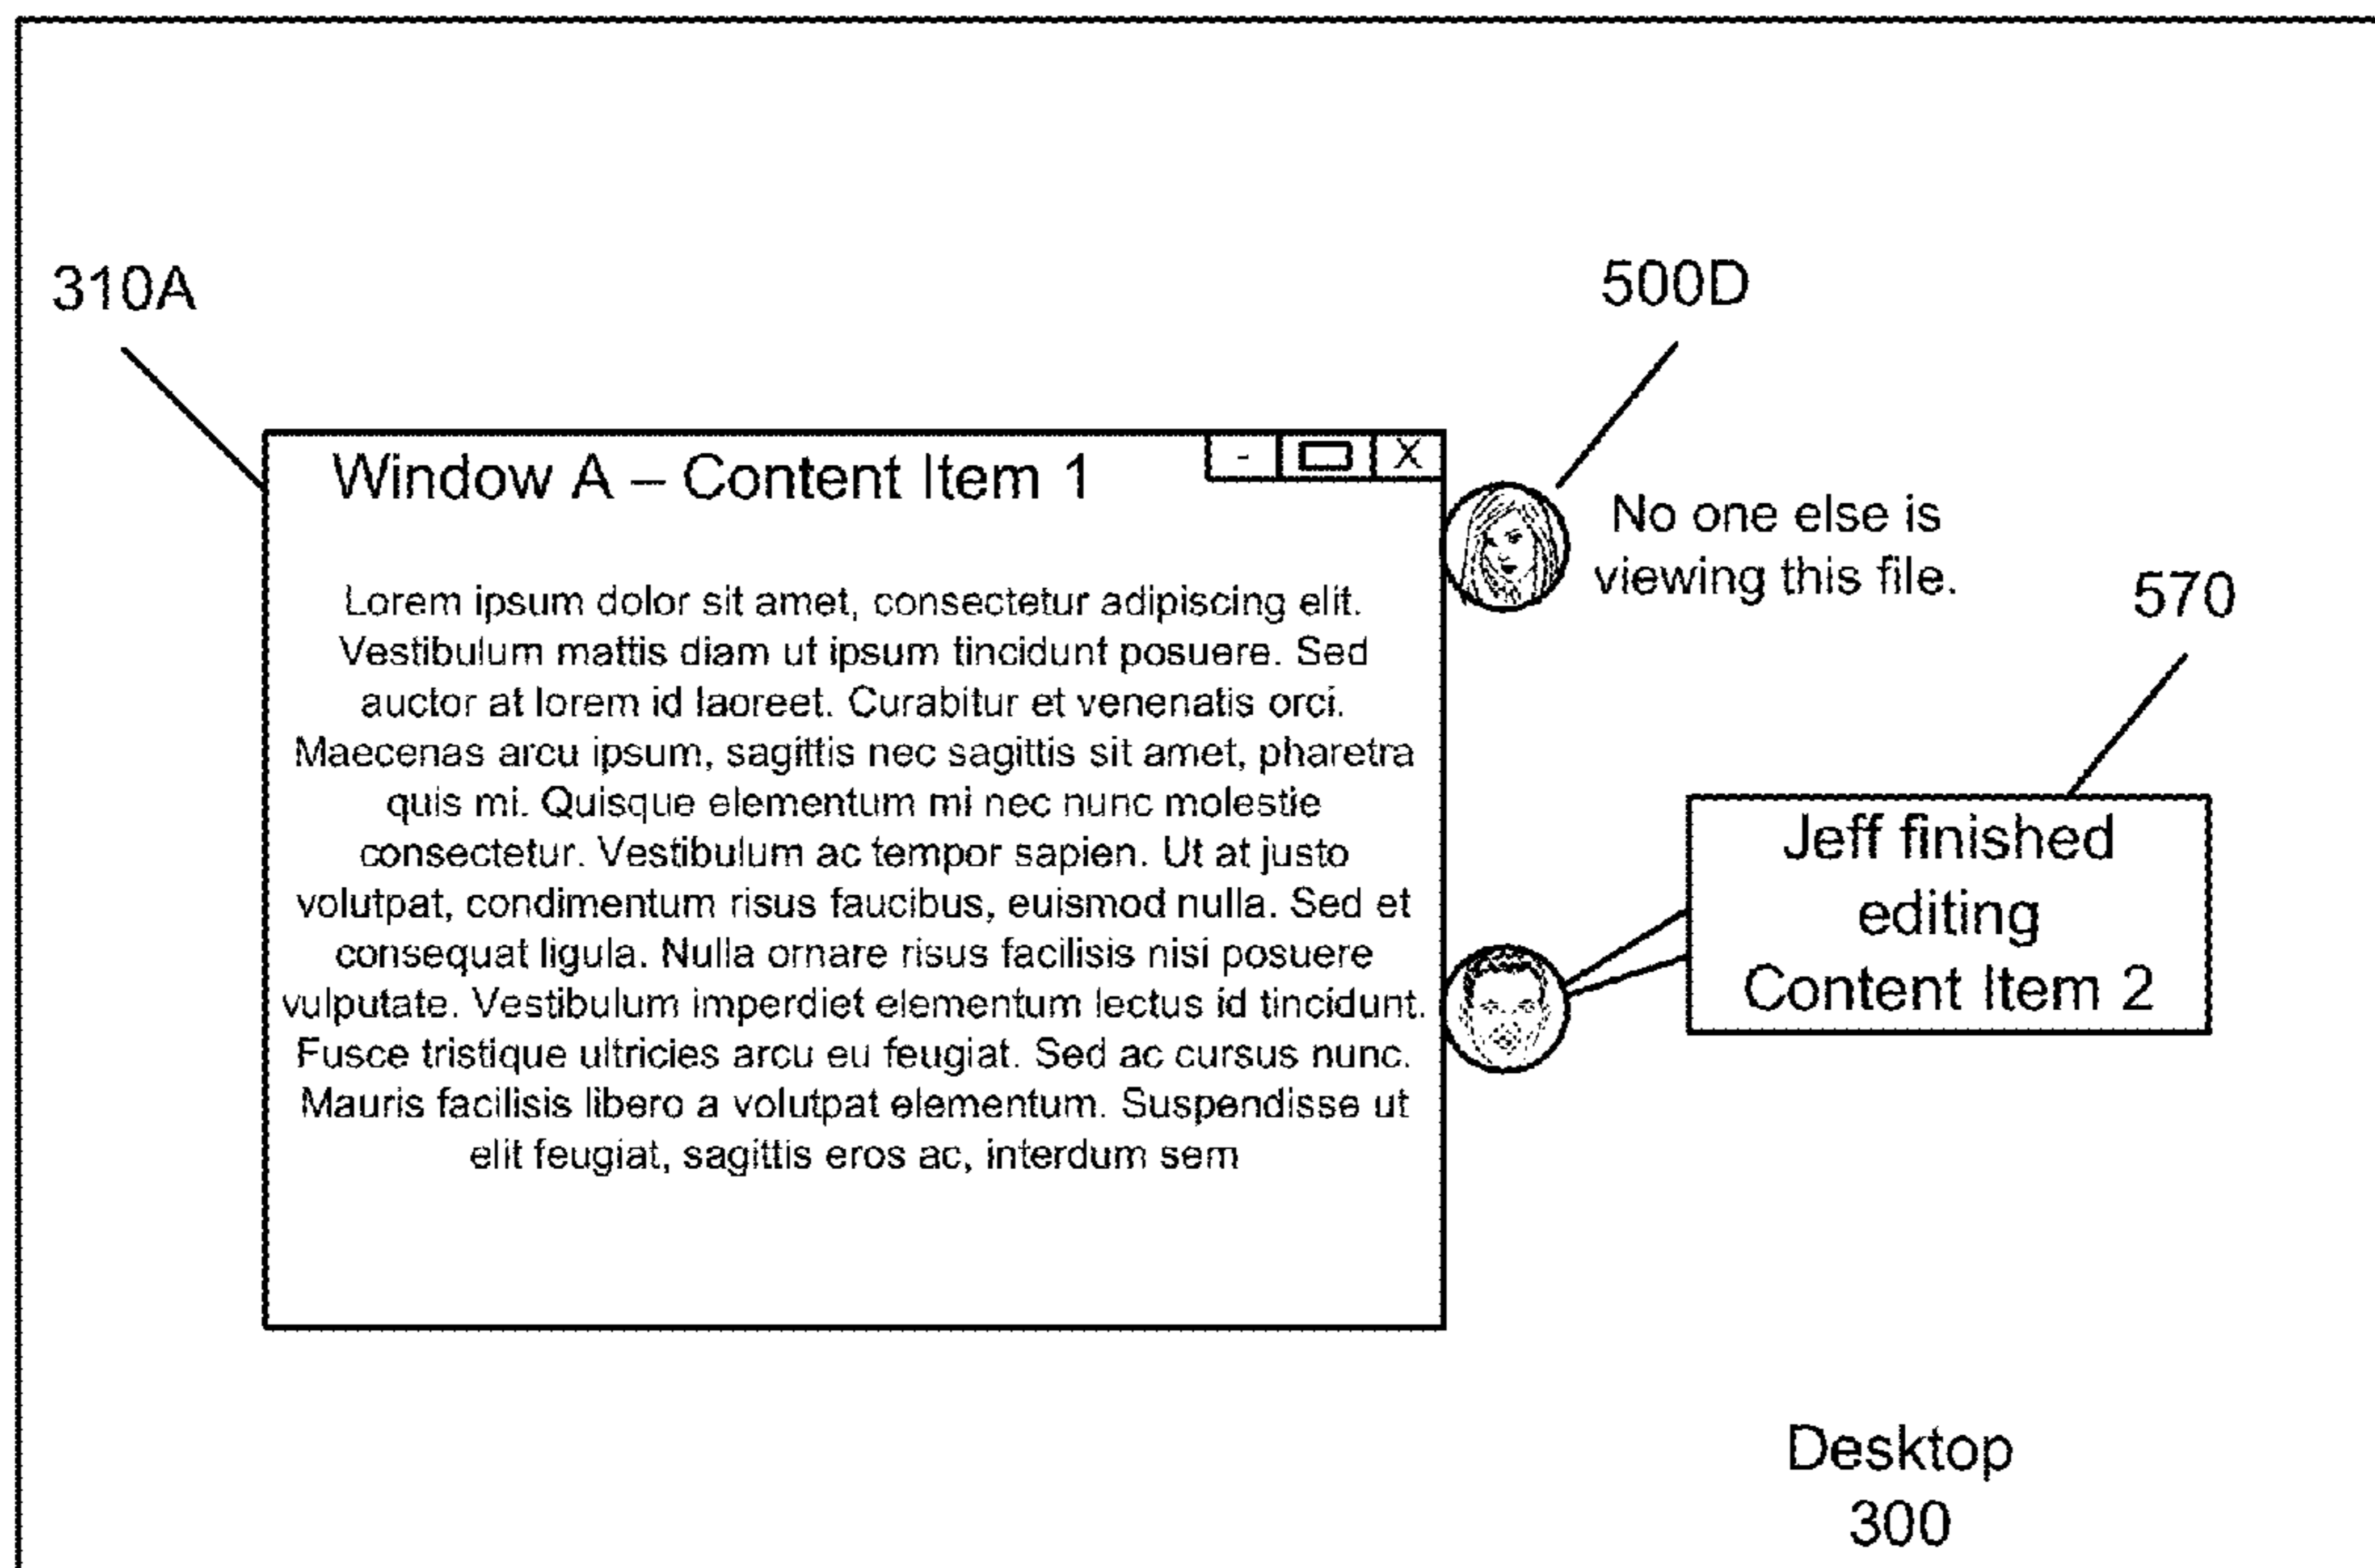 310A
500D
Window A – Content Item 1
- X
No one else is
viewing this file.
570
Lorem ipsum dolor sit amet, consectetur adipiscing elit.
Vestibulum mattis diam ut ipsum tincidunt posuere. Sed
auctor at lorem id laoreet. Curabitur et venenatis orci.
Maecenas arcu ipsum, sagittis nec sagittis sit amet, pharetra
quis mi. Quisque elementum mi nec nunc molestie
consectetur. Vestibulum ac tempor sapien. Ut at justo
volutpat, condimentum risus faucibus, euismod nulla. Sed et
consequat ligula. Nulla ornare risus facilisis nisi posuere
vulputate. Vestibulum imperdiet elementum lectus id tincidunt.
Fusce tristique ultricies arcu eu feugiat. Sed ac cursus nunc.
Mauris facilisis libero a volutpat elementum. Suspendisse ut
elit feugiat, sagittis eros ac, interdum sem
Jeff finished
editing
Content Item 2
Desktop
300